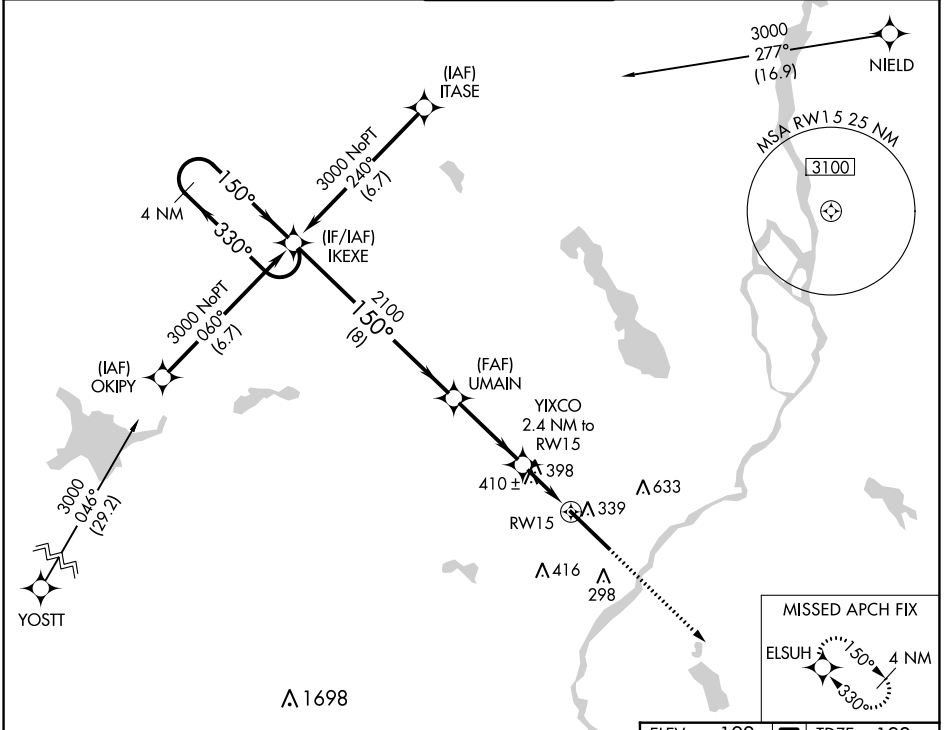 3000
277°
(16.9)
NIELD
(IAF)
ITASE
MSA RW15 25 NM
3100
3000 NoPT
240°
(6.7)
150°
4 NM
330°
(IF/IAF)
IKEXE
2100
150°
(8)
3000 NoPT
060°
(6.7)
(IAF)
OKIPY
(FAF)
UMAIN
YIXCO
2.4 NM to
RW15
398
410 ±
633
339
RW15
3000
046°
(29.2)
416
298
YOSTT
MISSED APCH FIX
ELSUH
150°
4 NM
330°
1698